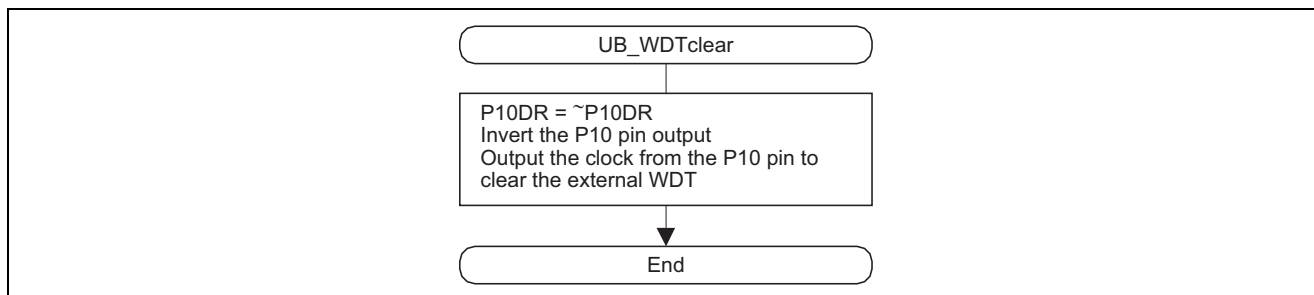 UB_WDTclear
P10DR = ~P10DR
Invert the P10 pin output
Output the clock from the P10 pin to
clear the external WDT
End